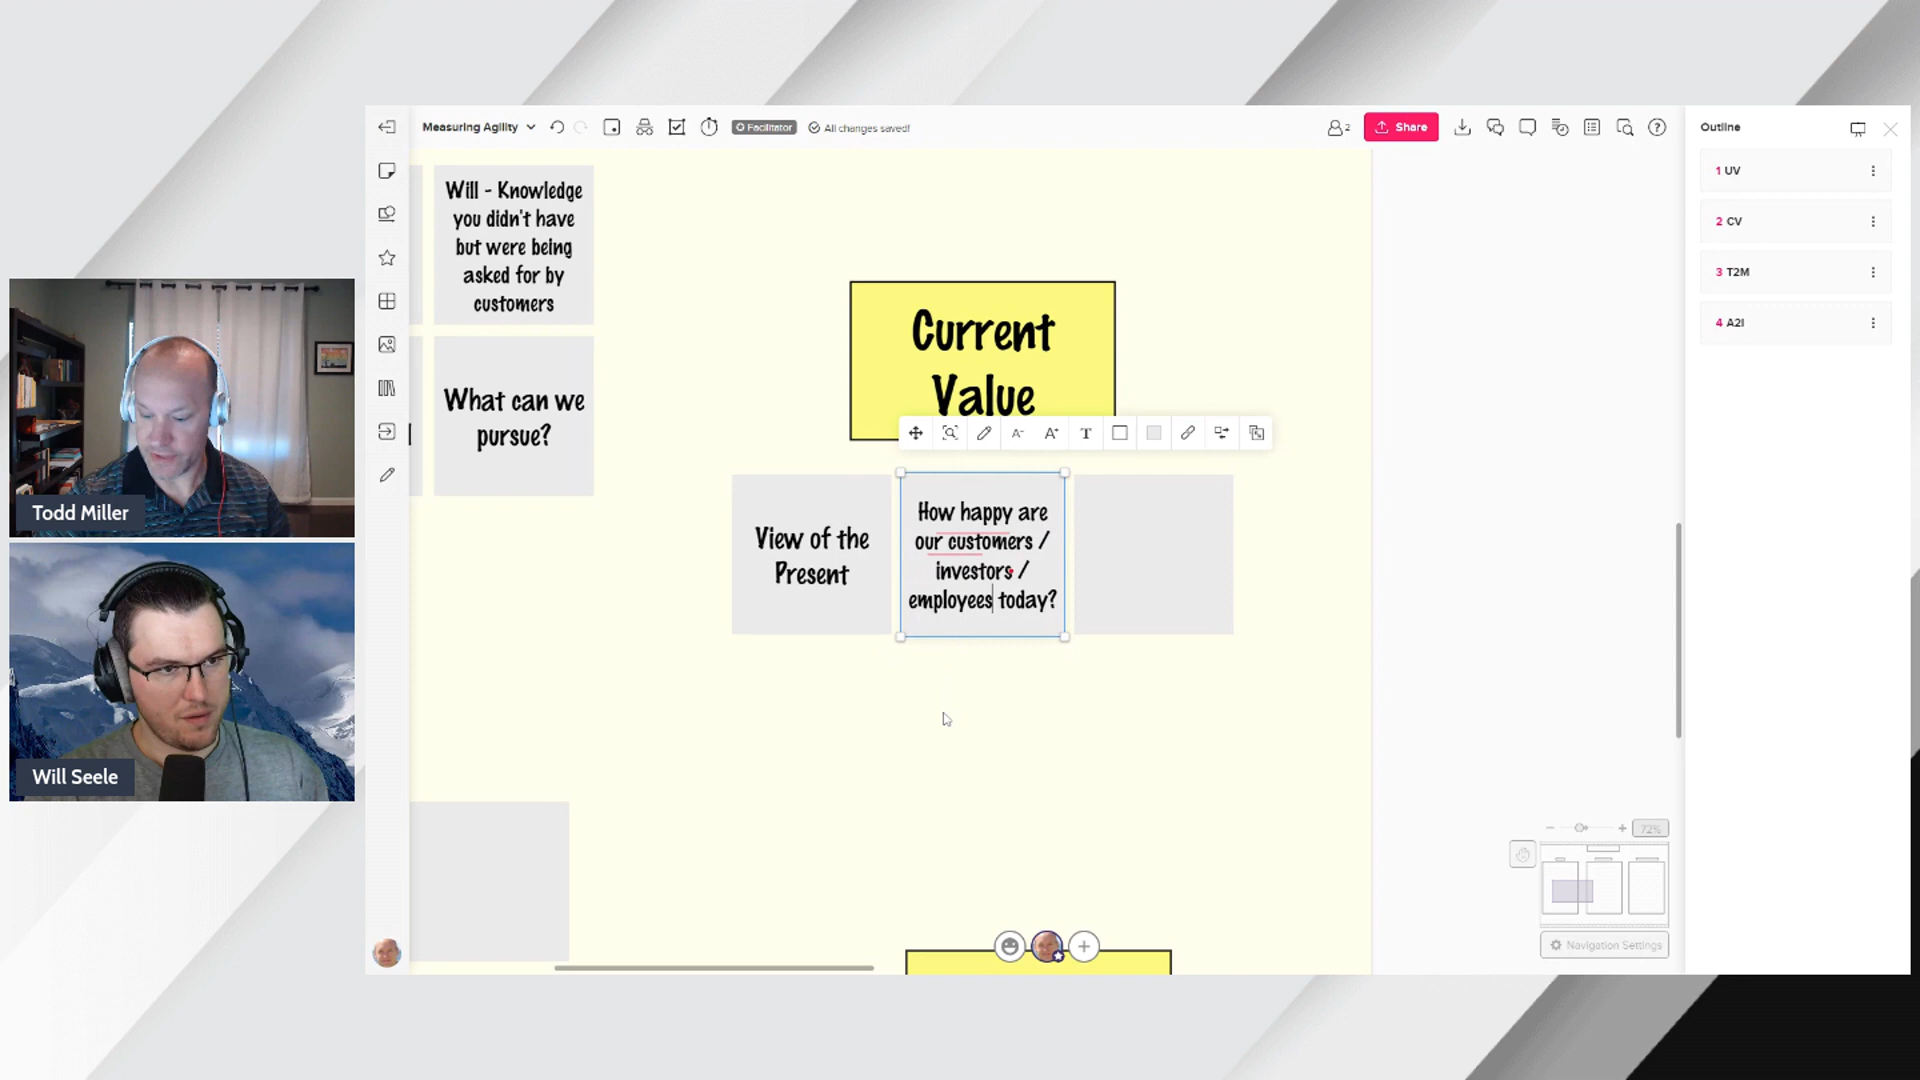 Measuring Agility
Facilitator
All changes saved!
2
Share
Outline
1 UV
2 CV
3 T2M
4 A2I
Will - Knowledge
you didn't have
but were being
asked for by
customers
What can we
pursue?
Current
Value
View of the
Present
How happy are
our customers /
investors /
employees today?
Todd Miller
Will Seele
72%
Navigation Settings